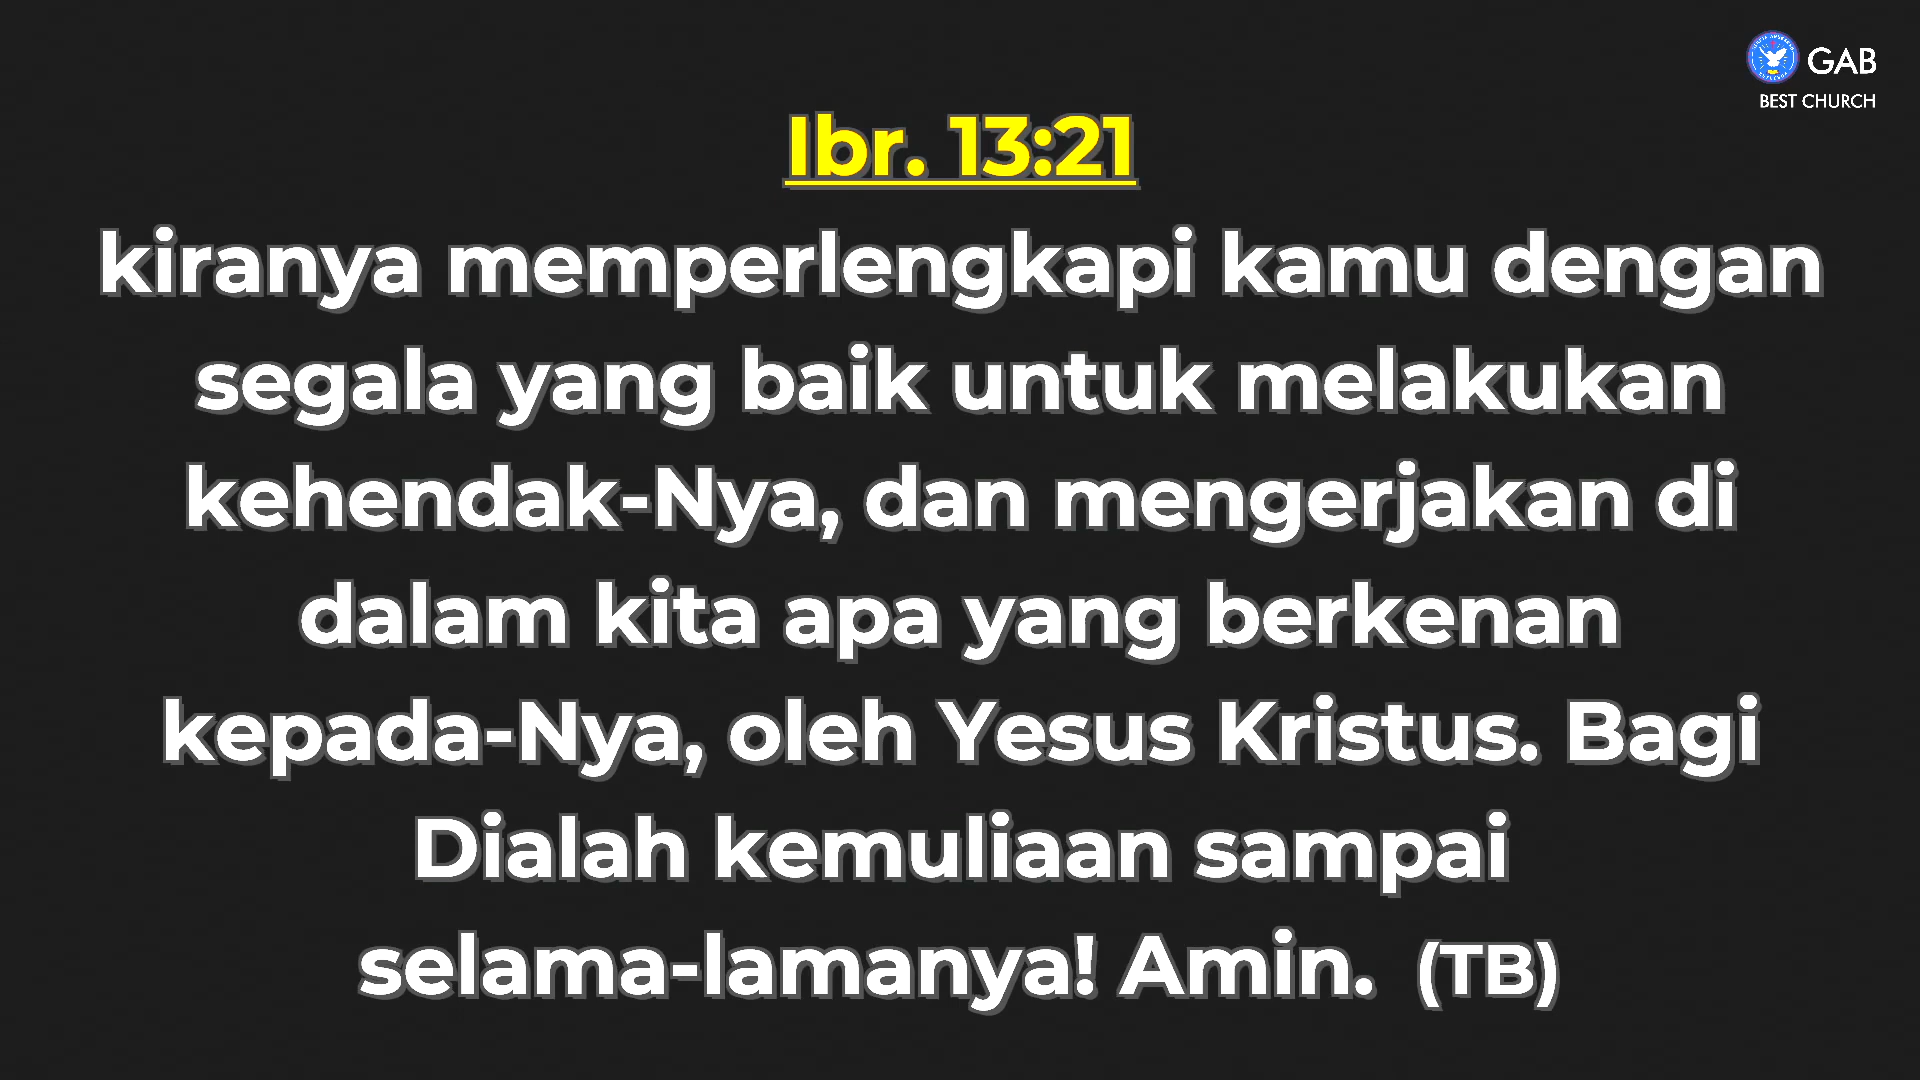 GAB
BEST CHURCH
Ibr. 13:21
kiranya memperlengkapi kamu dengan
segala yang baik untuk melakukan
kehendak-Nya, dan mengerjakan di
dalam kita apa yang berkenan
kepada-Nya, oleh Yesus Kristus. Bagi
Dialah kemuliaan sampai
selama-lamanya! Amin. (TB)